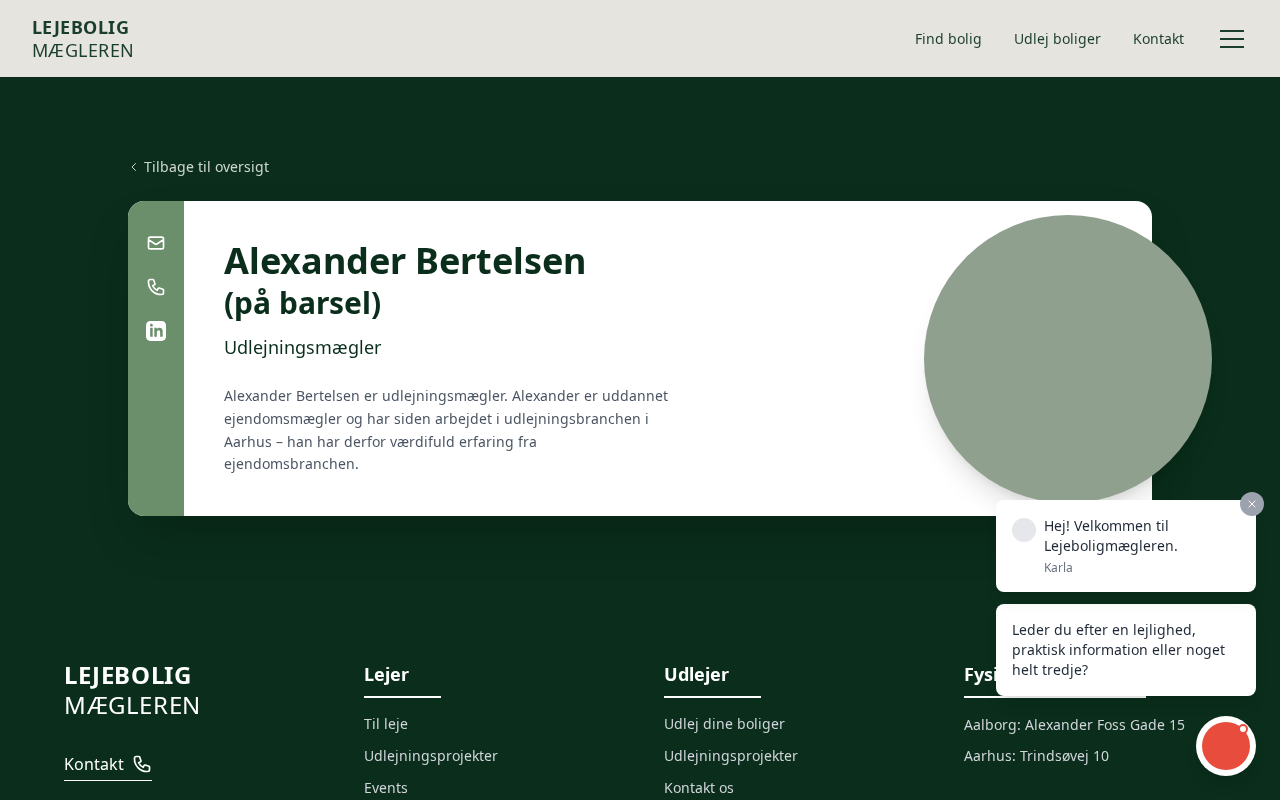 LEJEBOLIG
MÆGLEREN
Find bolig
Udlej boliger
Kontakt
Tilbage til oversigt
Alexander Bertelsen
(på barsel)
Udlejningsmægler
Alexander Bertelsen er udlejningsmægler. Alexander er uddannet
ejendomsmægler og har siden arbejdet i udlejningsbranchen i
Aarhus – han har derfor værdifuld erfaring fra
ejendomsbranchen.
Hej! Velkommen til
Lejeboligmægleren.
Karla
Leder du efter en lejlighed,
praktisk information eller noget
helt tredje?
LEJEBOLIG
MÆGLEREN
Kontakt
Lejer
Til leje
Udlejningsprojekter
Events
Udlejer
Udlej dine boliger
Udlejningsprojekter
Kontakt os
Aalborg: Alexander Foss Gade 15
Aarhus: Trindsøvej 10